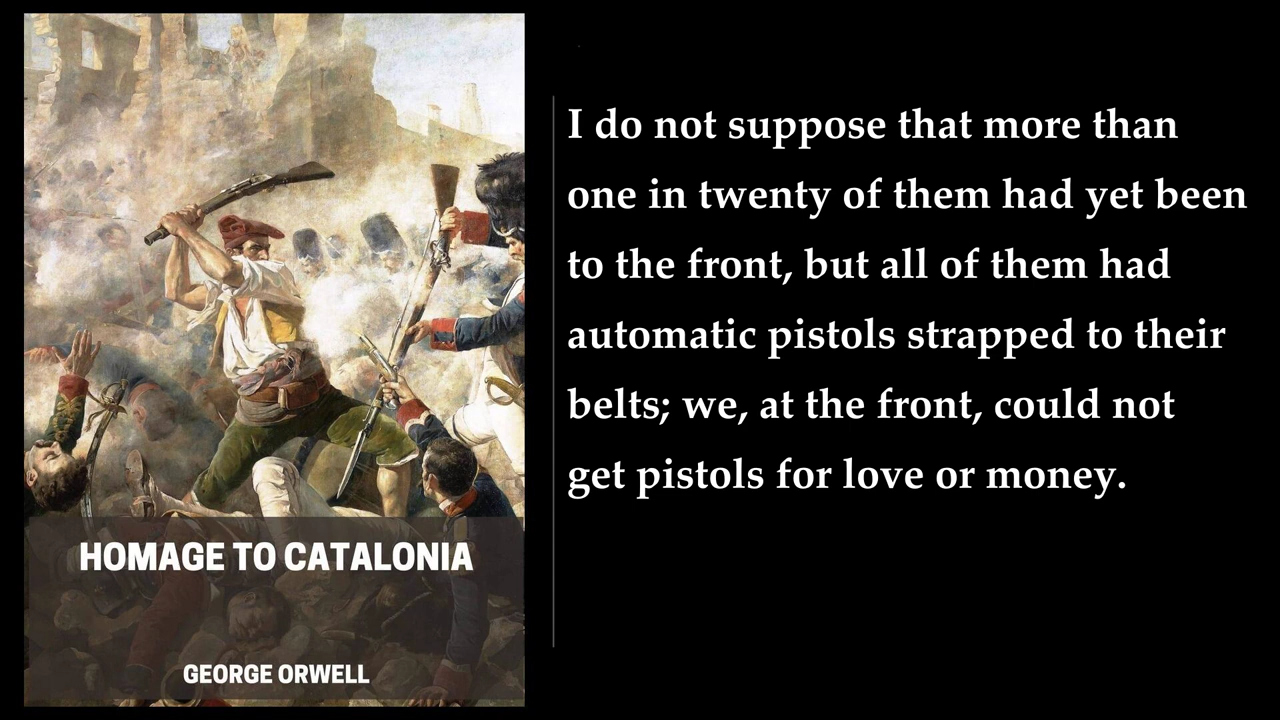 HOMAGE TO CATALONIA
GEORGE ORWELL
I do not suppose that more than
one in twenty of them had yet been
to the front, but all of them had
automatic pistols strapped to their
belts; we, at the front, could not
get pistols for love or money.